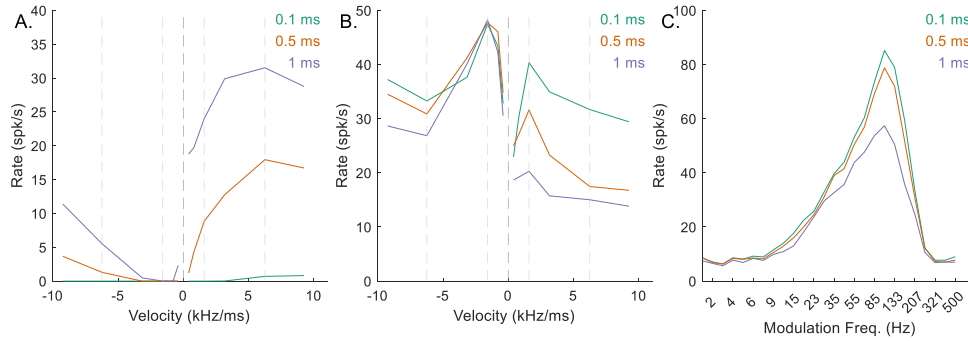 A.
0.1 ms
0.5 ms
1 ms
Rate (spk/s)
40
35
30
25
20
15
10
5
0
-10
-5
0
5
10
Velocity (kHz/ms)
B.
0.1 ms
0.5 ms
1 ms
Rate (spk/s)
50
40
30
20
10
0
-10
-5
0
5
10
Velocity (kHz/ms)
C.
0.1 ms
0.5 ms
1 ms
Rate (spk/s)
100
80
60
40
20
0
2
4
6
9
15
23
35
55
85
133
207
321
500
Modulation Freq. (Hz)